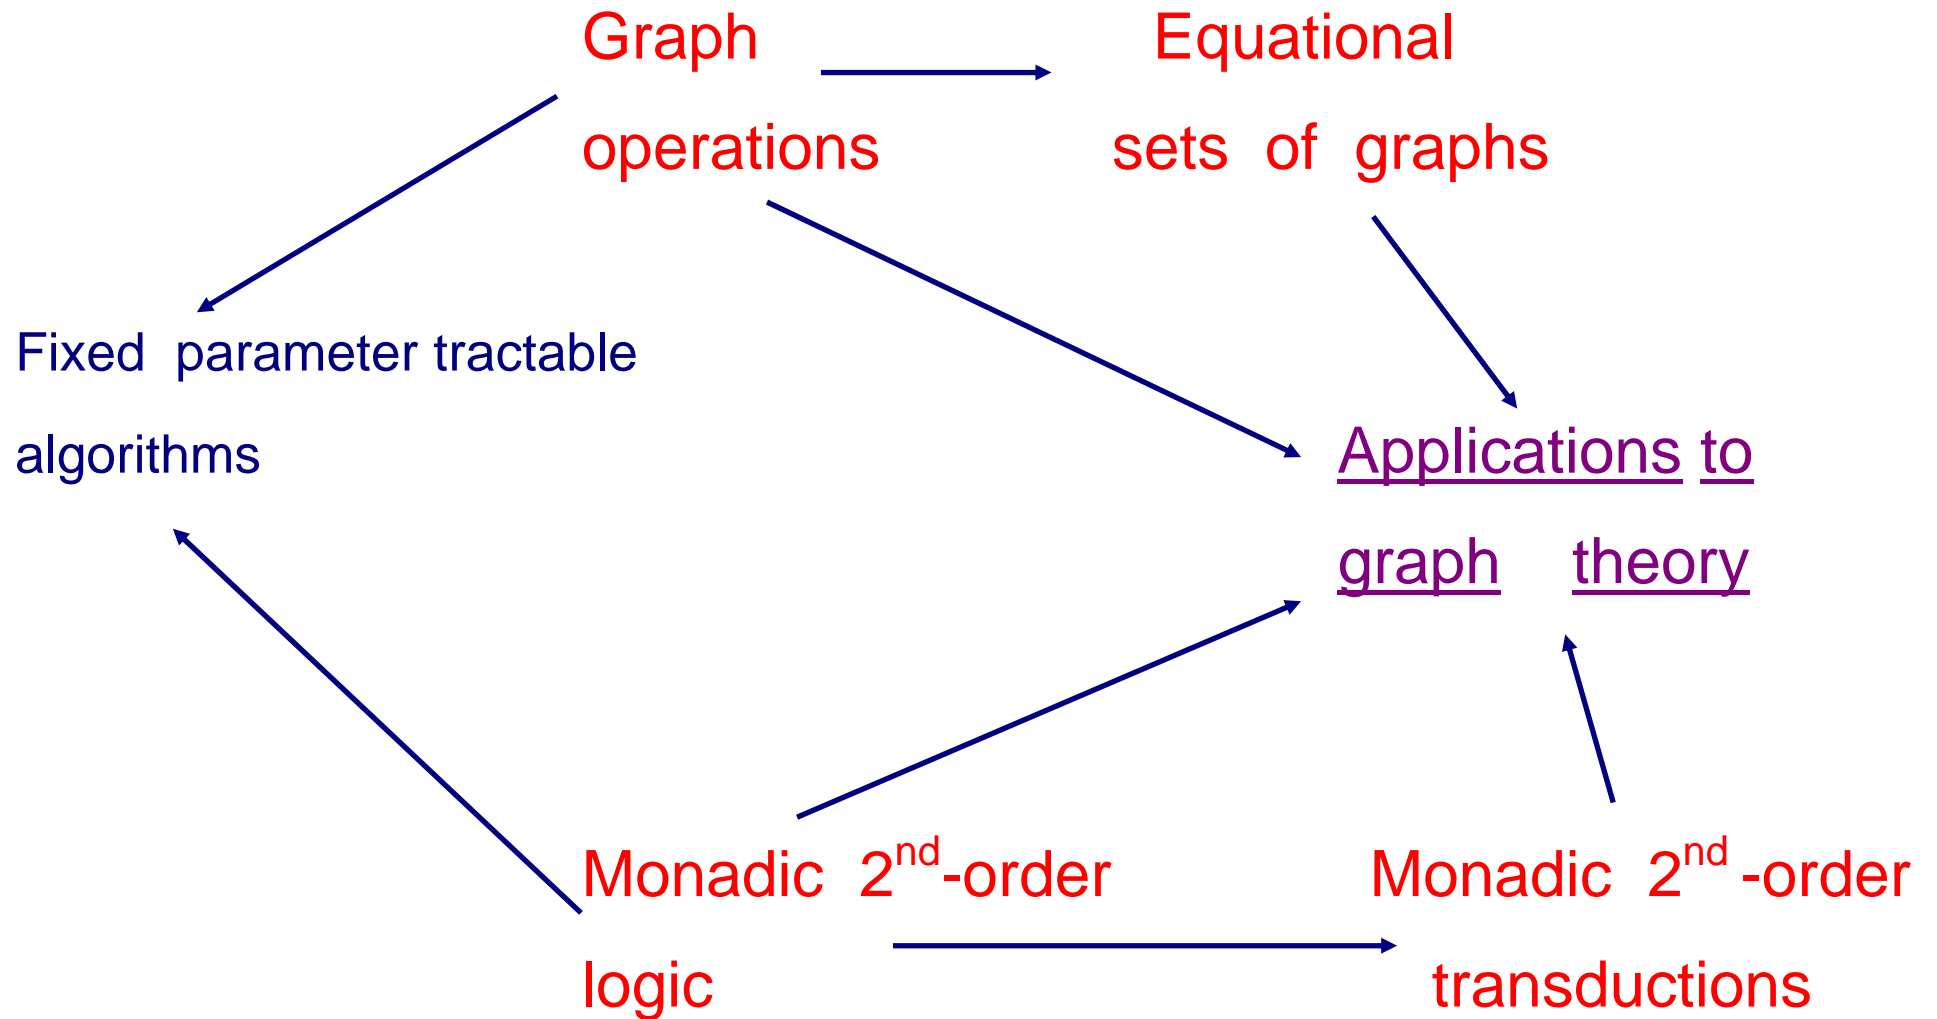 Graph
operations
Equational
sets of graphs
Fixed parameter tractable
algorithms
Applications to
graph theory
Monadic 2nd-order
logic
Monadic 2nd -order
transductions